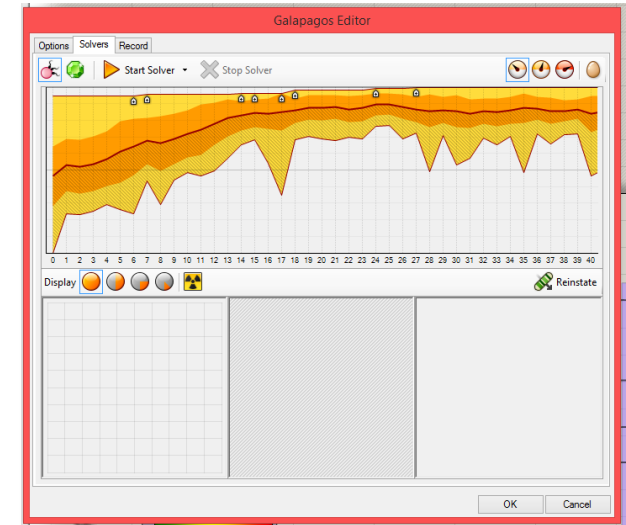 Galapagos Editor
Options Solvers Record
Start Solver Stop Solver
0 1 2 3 4 5 6 7 8 9 10 11 12 13 14 15 16 17 18 19 20 21 22 23 24 25 26 27 28 29 30 31 32 33 34 35 36 37 38 39 40
Display Reinstate
OK Cancel